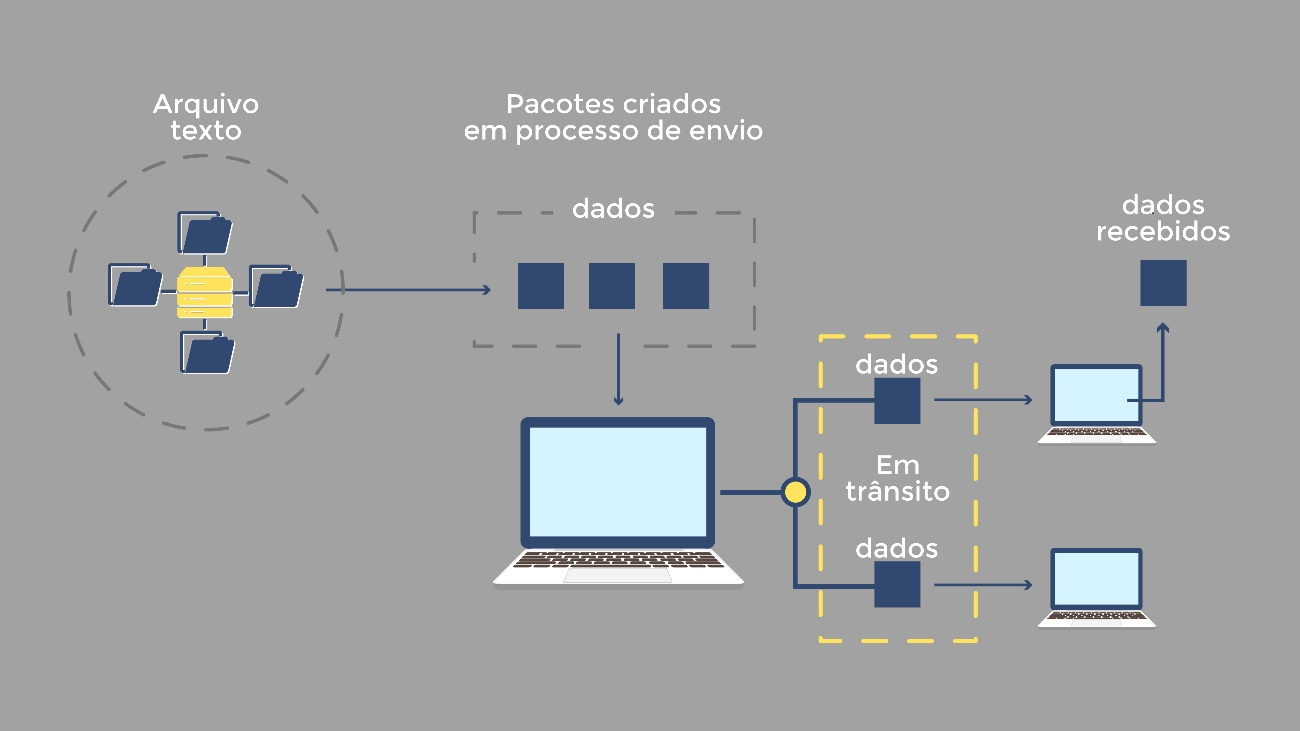 Arquivo
texto
Pacotes criados
em processo de envio
dados
dados
recebidos
dados
Em
trânsito
dados